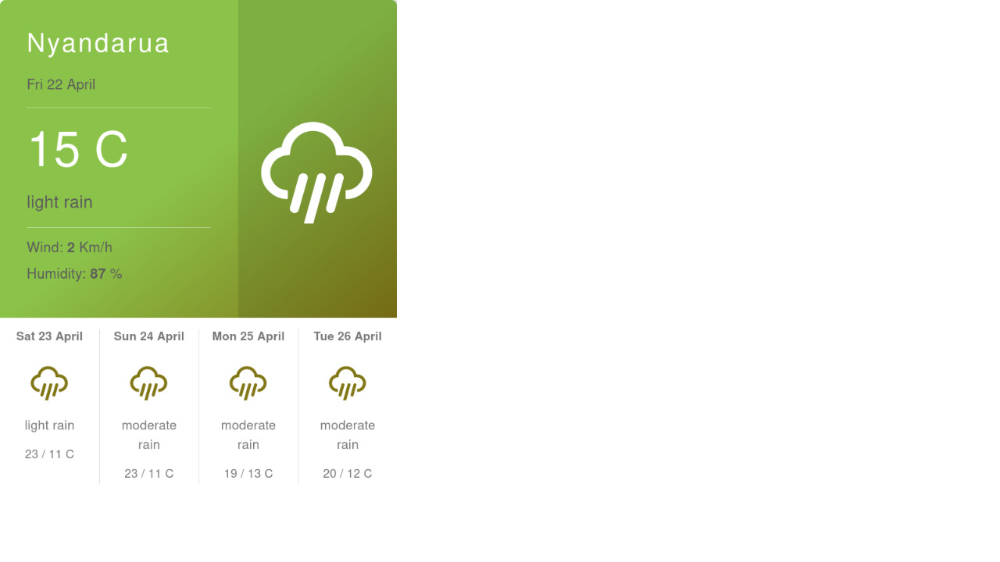 Nyandarua
Fri 22 April
15 C
light rain
Wind: 2 Km/h
Humidity: 87 %
Sat 23 April
light rain
23 / 11 C
Sun 24 April
moderate
rain
23 / 11 C
Mon 25 April
moderate
rain
19 / 13 C
Tue 26 April
moderate
rain
20 / 12 C